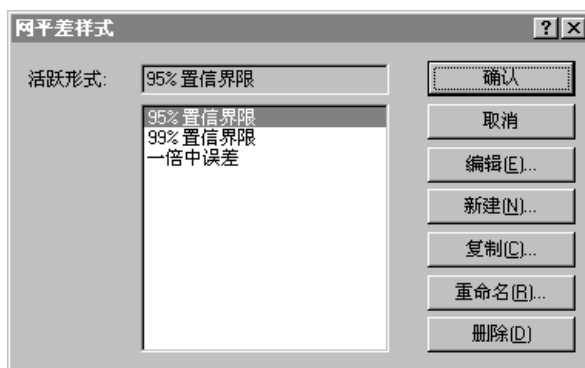 网平差样式
活跃形式: 95% 置信界限
95% 置信界限
99% 置信界限
一倍中误差
确认
取消
编辑(E)...
新建(N)...
复制(C)...
重命名(R)...
删除(D)